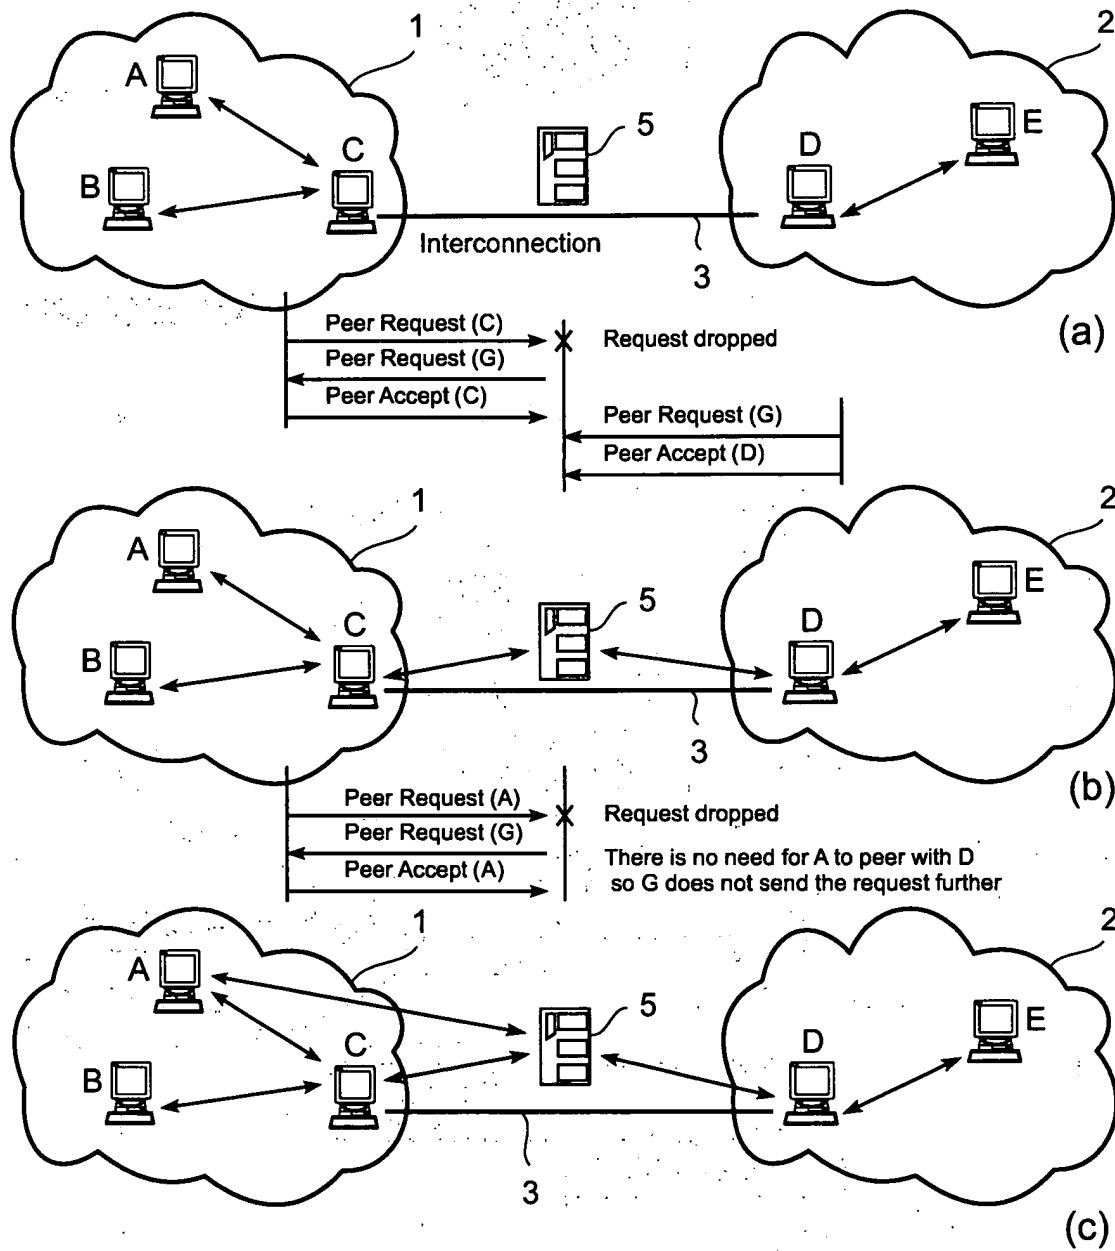 1
2
A
5
E
C
D
B
Interconnection
3
(a)
Peer Request (C)
Request dropped
Peer Request (G)
Peer Accept (C)
Peer Request (G)
Peer Accept (D)
1
2
A
5
E
C
D
B
3
(b)
Peer Request (A)
Request dropped
Peer Request (G)
There is no need for A to peer with D
so G does not send the request further
Peer Accept (A)
1
2
A
5
E
C
D
B
3
(c)